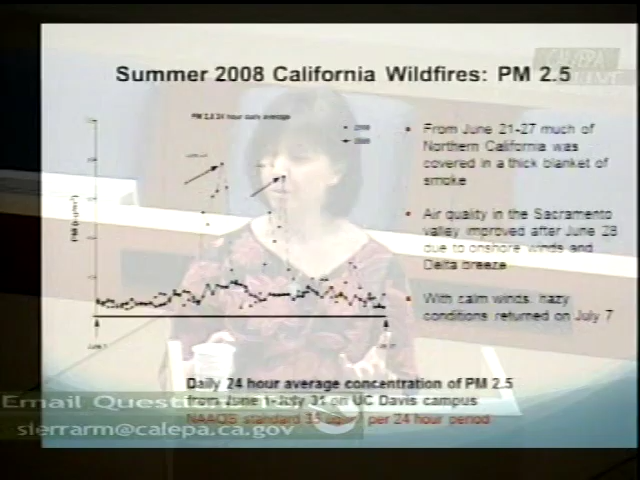 CALEPA
LIVE
Summer 2008 California Wildfires: PM 2.5
PM 2.5 24 hour daily average
• From June 21-27 much of
Northern California was
covered in a thick blanket of
smoke
• Air quality in the Sacramento
valley improved after June 28
due to onshore winds and
Delta breeze
• With calm winds, hazy
conditions returned on July 7
Daily 24 hour average concentration of PM 2.5
from June 1-July 31 on UC Davis campus
NAAQS standard 35 per 24 hour period
Email Questions
sierrarm@calepa.ca.gov